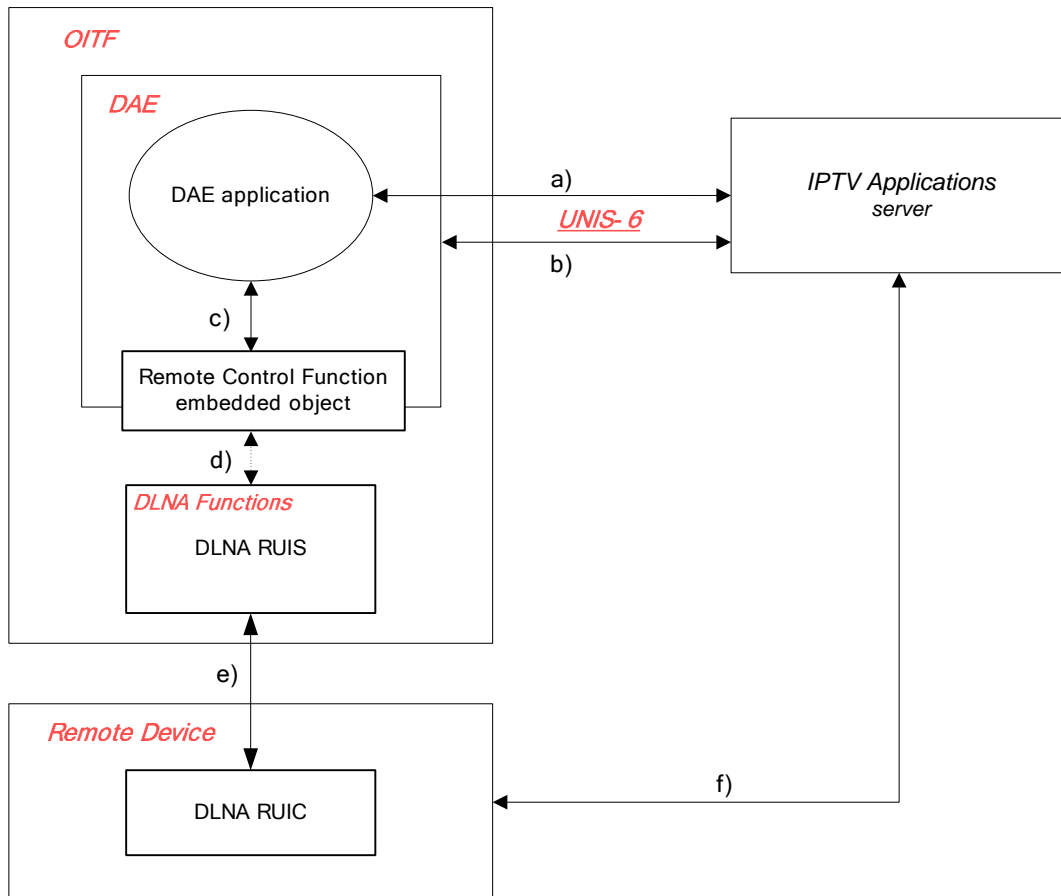 OITF
DAE
DAE application
a)
UNIS- 6
b)
IPTV Applications
server
c)
Remote Control Function
embedded object
d)
DLNA Functions
DLNA RUIS
e)
Remote Device
DLNA RUIC
f)